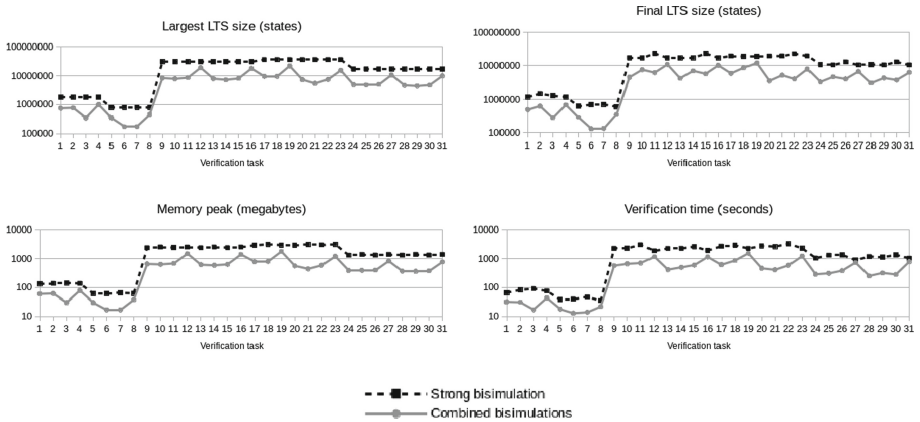 Largest LTS size (states)
100000000
10000000
1000000
100000
1 2 3 4 5 6 7 8 9 10 11 12 13 14 15 16 17 18 19 20 21 22 23 24 25 26 27 28 29 30 31
Verification task
Final LTS size (states)
100000000
10000000
1000000
100000
1 2 3 4 5 6 7 8 9 10 11 12 13 14 15 16 17 18 19 20 21 22 23 24 25 26 27 28 29 30 31
Verification task
Memory peak (megabytes)
10000
1000
100
10
1 2 3 4 5 6 7 8 9 10 11 12 13 14 15 16 17 18 19 20 21 22 23 24 25 26 27 28 29 30 31
Verification task
Verification time (seconds)
10000
1000
100
10
1 2 3 4 5 6 7 8 9 10 11 12 13 14 15 16 17 18 19 20 21 22 23 24 25 26 27 28 29 30 31
Verification task
Strong bisimulation
Combined bisimulations